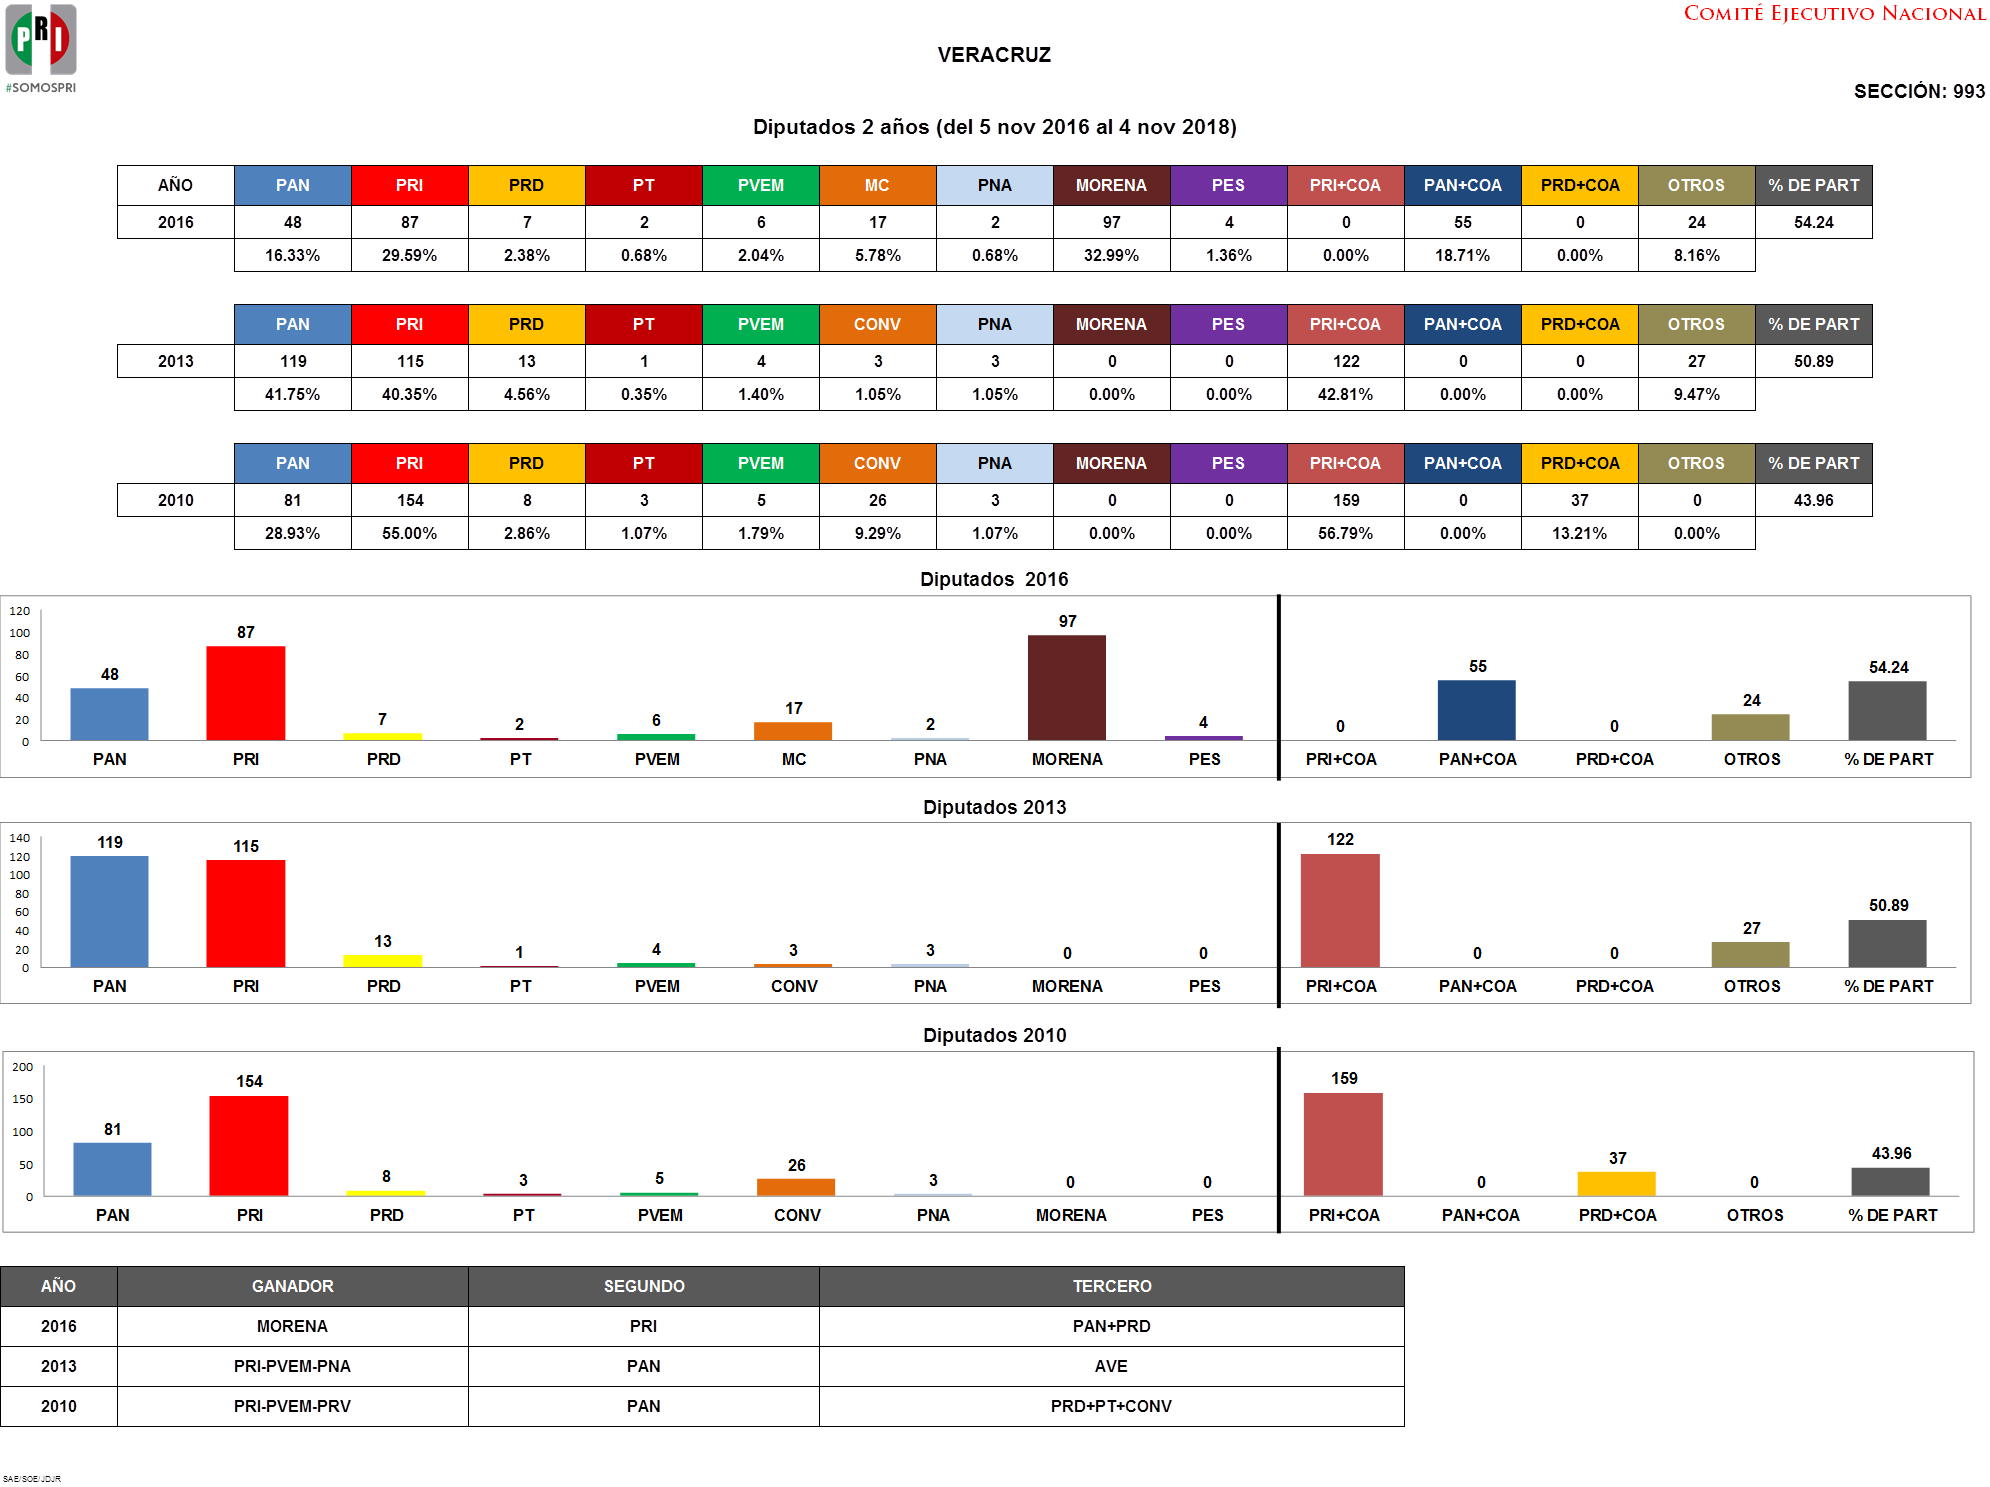 PRI
#SOMOSPRI
COMITÉ EJECUTIVO NACIONAL
VERACRUZ
SECCIÓN: 993
Diputados 2 años (del 5 nov 2016 al 4 nov 2018)
AÑO PAN PRI PRD PT PVEM MC PNA MORENA PES PRI+COA PAN+COA PRD+COA OTROS % DE PART
2016 48 87 7 2 6 17 2 97 4 0 55 0 24 54.24
16.33% 29.59% 2.38% 0.68% 2.04% 5.78% 0.68% 32.99% 1.36% 0.00% 18.71% 0.00% 8.16%
PAN PRI PRD PT PVEM CONV PNA MORENA PES PRI+COA PAN+COA PRD+COA OTROS % DE PART
2013 119 115 13 1 4 3 3 0 0 122 0 0 27 50.89
41.75% 40.35% 4.56% 0.35% 1.40% 1.05% 1.05% 0.00% 0.00% 42.81% 0.00% 0.00% 9.47%
PAN PRI PRD PT PVEM CONV PNA MORENA PES PRI+COA PAN+COA PRD+COA OTROS % DE PART
2010 81 154 8 3 5 26 3 0 0 159 0 37 0 43.96
28.93% 55.00% 2.86% 1.07% 1.79% 9.29% 1.07% 0.00% 0.00% 56.79% 0.00% 13.21% 0.00%
Diputados 2016
120
100
80
60
40
20
0
48 87 7 2 6 17 2 97 4 0 55 0 24 54.24
PAN PRI PRD PT PVEM MC PNA MORENA PES PRI+COA PAN+COA PRD+COA OTROS % DE PART
Diputados 2013
140
120
100
80
60
40
20
0
119 115 13 1 4 3 3 0 0 122 0 0 27 50.89
PAN PRI PRD PT PVEM CONV PNA MORENA PES PRI+COA PAN+COA PRD+COA OTROS % DE PART
Diputados 2010
200
150
100
50
0
81 154 8 3 5 26 3 0 0 159 0 37 0 43.96
PAN PRI PRD PT PVEM CONV PNA MORENA PES PRI+COA PAN+COA PRD+COA OTROS % DE PART
AÑO GANADOR SEGUNDO TERCERO
2016 MORENA PRI PAN+PRD
2013 PRI-PVEM-PNA PAN AVE
2010 PRI-PVEM-PRV PAN PRD+PT+CONV
SAE/SOE/JDJR